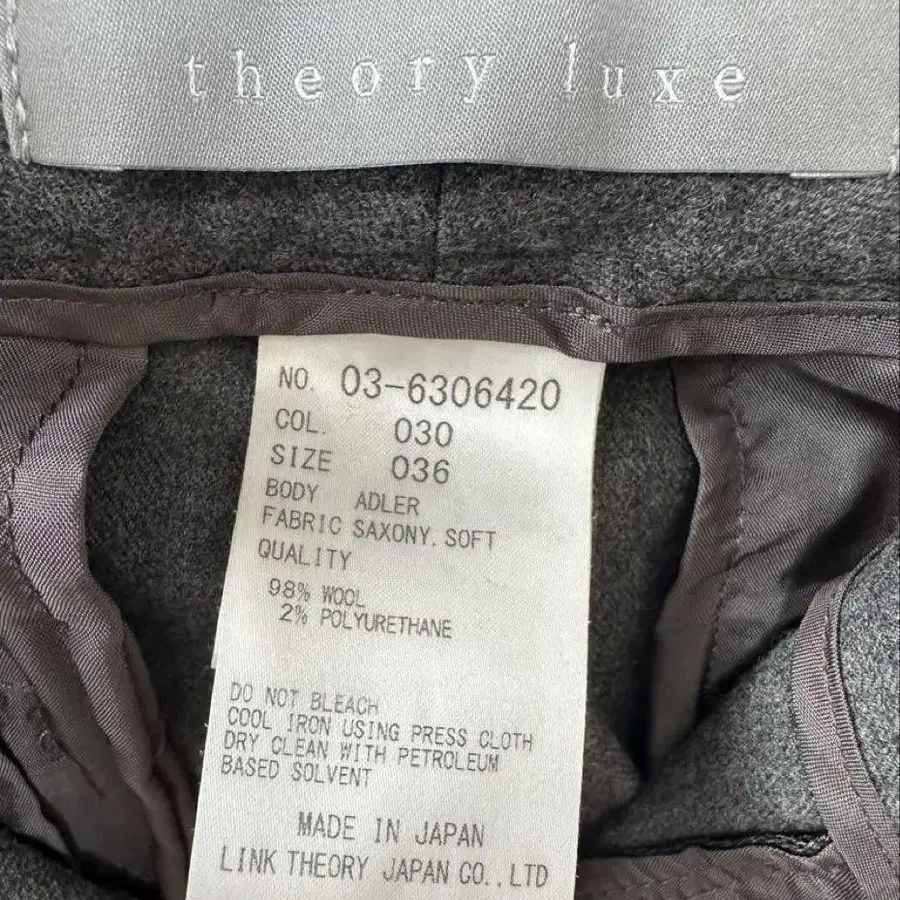 theory luxe
NO. 03-6306420
COL. 030
SIZE 036
BODY ADLER
FABRIC SAXONY.SOFT
QUALITY
98% WOOL
2% POLYURETHANE
DO NOT BLEACH
COOL IRON USING PRESS CLOTH
DRY CLEAN WITH PETROLEUM
BASED SOLVENT
MADE IN JAPAN
LINK THEORY JAPAN CO.,LTD